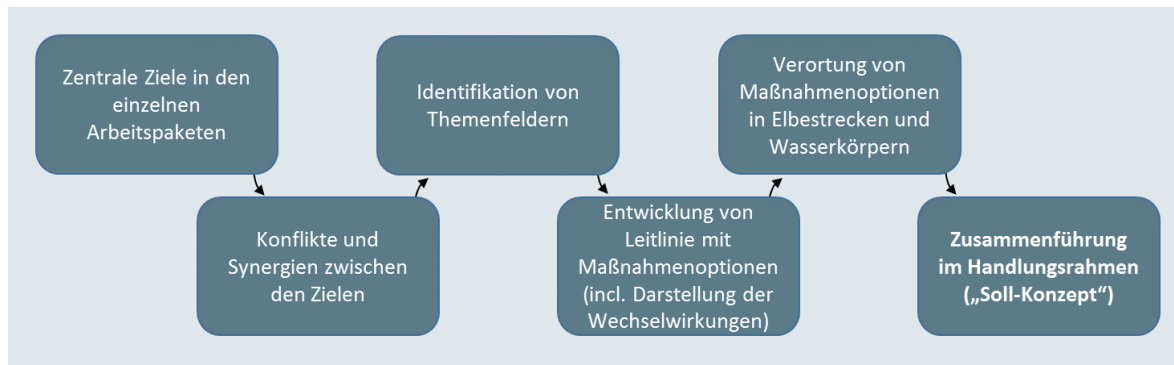 Zentrale Ziele in den
einzelnen
Arbeitspaketen
Konflikte und
Synergien zwischen
den Zielen
Identifikation von
Themenfeldern
Entwicklung von
Leitlinie mit
Maßnahmenoptionen
(incl. Darstellung der
Wechselwirkungen)
Verortung von
Maßnahmenoptionen
in Elbestrecken und
Wasserkörpern
Zusammenführung
im Handlungsrahmen
(„Soll-Konzept“)